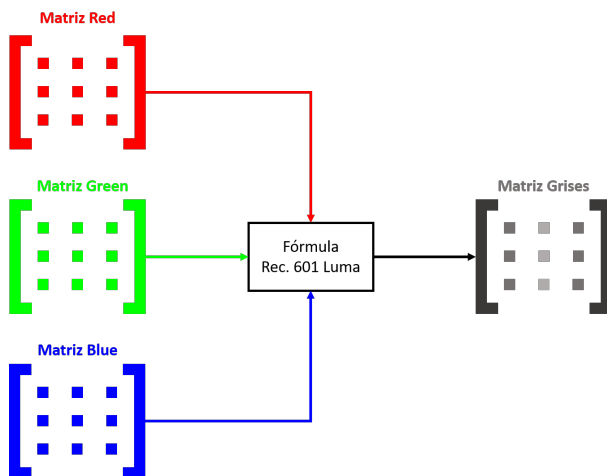 Matriz Red
Matriz Green
Matriz Grises
Fórmula
Rec. 601 Luma
Matriz Blue